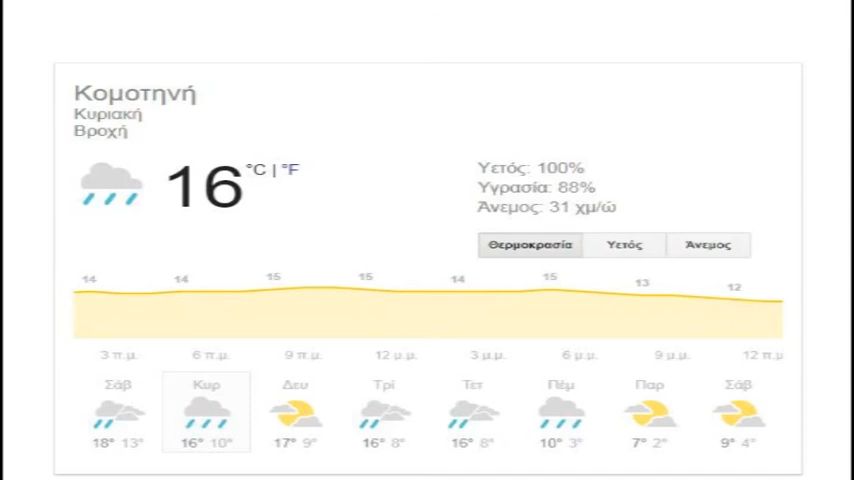 Κομοτηνή
Κυριακή
Βροχή
16 °C | °F
Υετός: 100%
Υγρασία: 88%
Άνεμος: 31 χμ/ώ
Θερμοκρασία Υετός Άνεμος
14 14 15 15 14 15 13 12
3 π.μ. 6 π.μ. 9 π.μ. 12 μ.μ. 3 μ.μ. 6 μ.μ. 9 μ.μ. 12 π.μ
Σάβ Κυρ Δευ Τρί Τετ Πέμ Παρ Σάβ
18° 13° 16° 10° 17° 9° 16° 8° 16° 8° 10° 3° 7° 2° 9° 4°